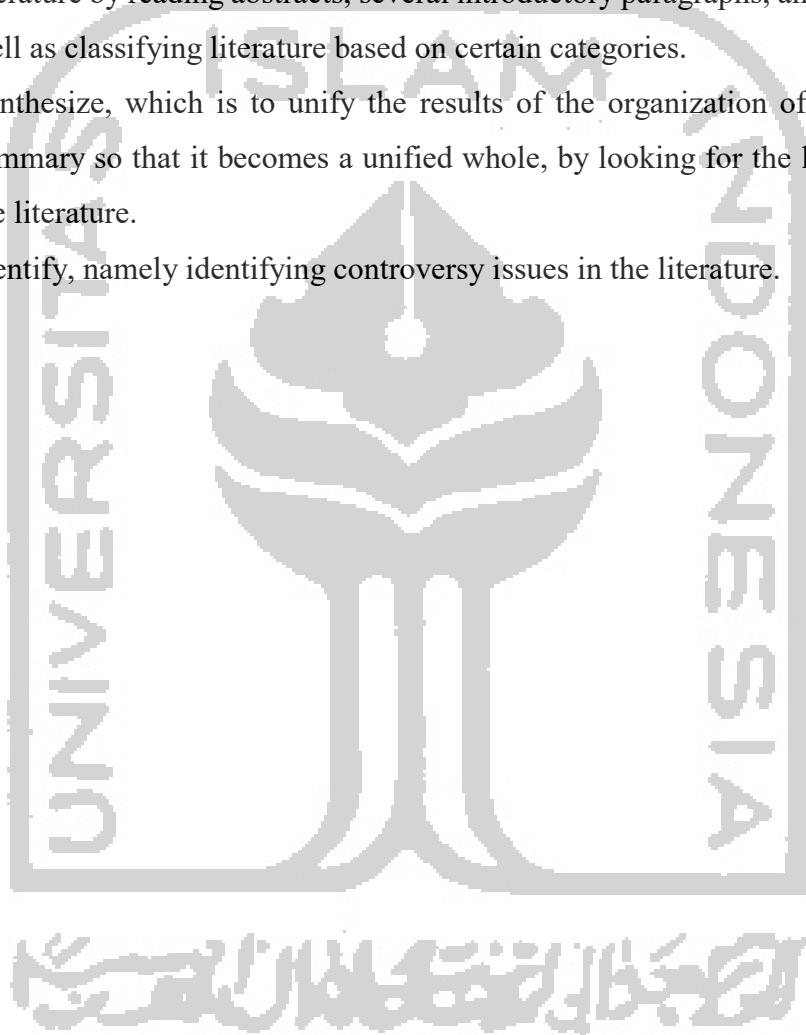 erature by reading abstracts, several introductory paragraphs, an
ell as classifying literature based on certain categories.
ISLAM
nthesize, which is to unify the results of the organization of
mmary so that it becomes a unified whole, by looking for the
e literature.
entify, namely identifying controversy issues in the literature.
UNIVERSITAS
INDONESIA